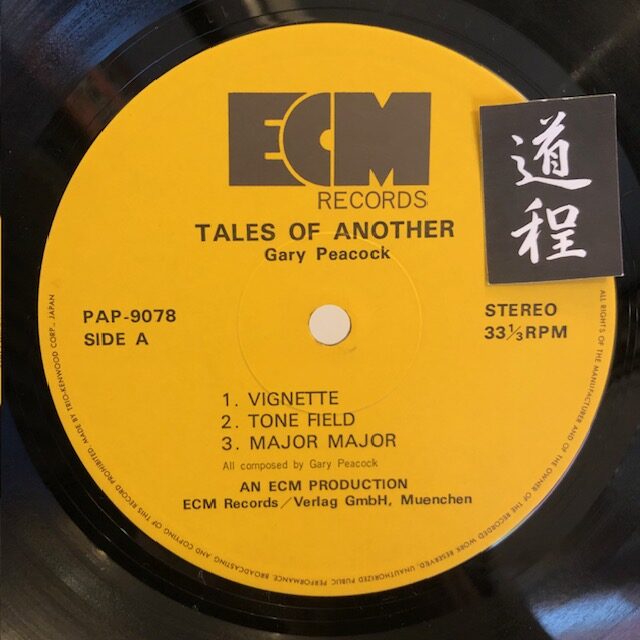 ECM
RECORDS
TALES OF ANOTHER
Gary Peacock
道程
PAP-9078
SIDE A
STEREO
33⅓RPM
1. VIGNETTE
2. TONE FIELD
3. MAJOR MAJOR
All composed by Gary Peacock
AN ECM PRODUCTION
ECM Records/Verlag GmbH, Muenchen
ALL RIGHTS OF THE MANUFACTURER AND OF THE OWNER OF THE RECORDED WORK RESERVED. UNAUTHORIZED PUBLIC PERFORMANCE, BROADCASTING AND COPYING OF THIS RECORD PROHIBITED. MADE BY TRIO-KENWOOD CORP., JAPAN